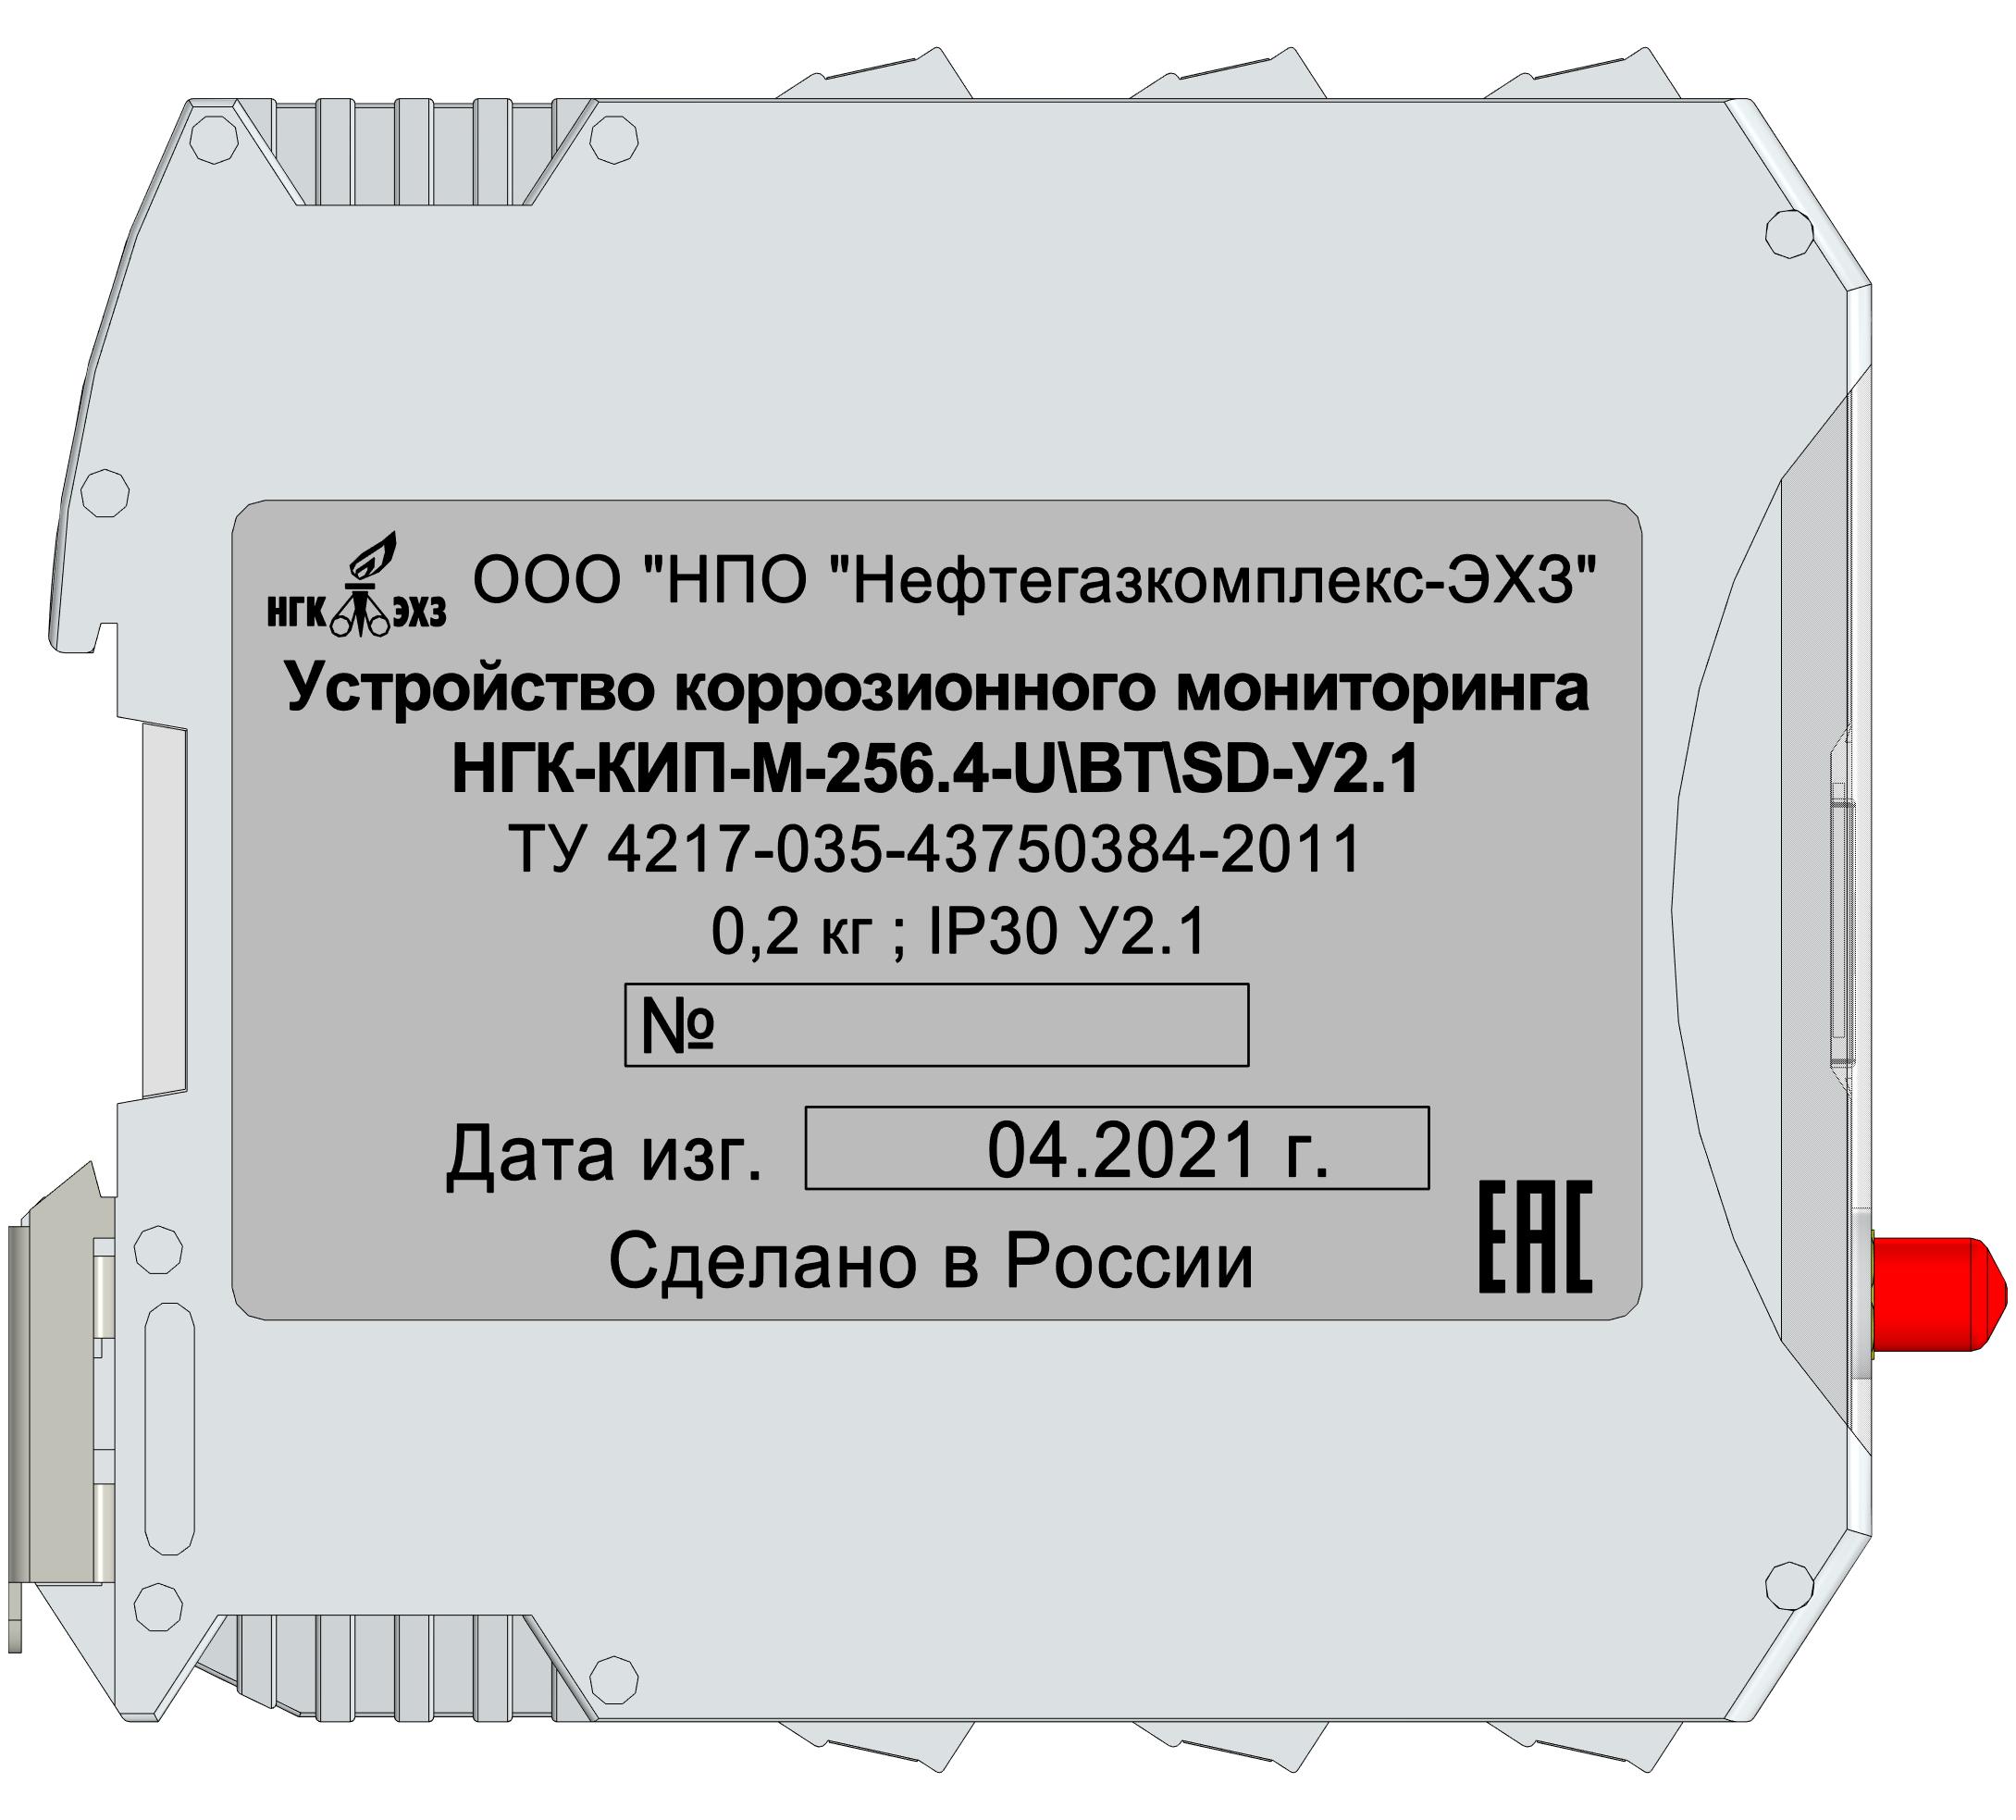 НГК ЭХЗ ООО "НПО "Нефтегазкомплекс-ЭХЗ"
Устройство коррозионного мониторинга
НГК-КИП-М-256.4-U\BT\SD-У2.1
ТУ 4217-035-43750384-2011
0,2 кг ; IP30 У2.1
№
Дата изг. 04.2021 г.
Сделано в России
ЕАС